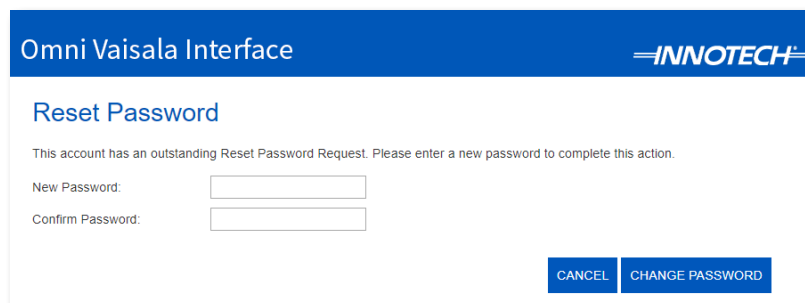 Omni Vaisala Interface
INNOTECH
Reset Password
This account has an outstanding Reset Password Request. Please enter a new password to complete this action.
New Password:
Confirm Password:
CANCEL
CHANGE PASSWORD